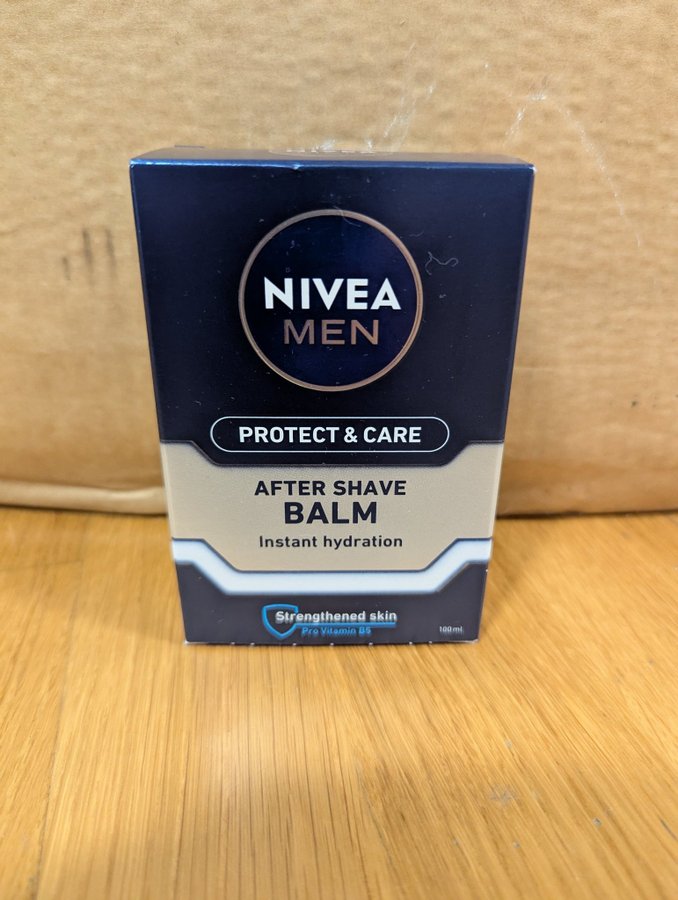 NIVEA
MEN
PROTECT & CARE
AFTER SHAVE
BALM
Instant hydration
Strengthened skin
Pro Vitamin B5
100 ml